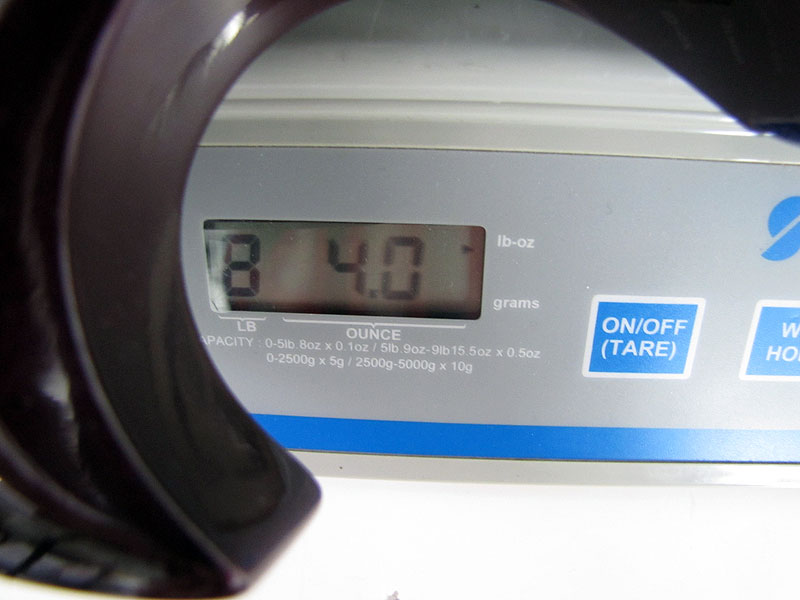 8 4.0
lb-oz
grams
LB
OUNCE
APACITY : 0-5lb.8oz x 0.1oz / 5lb.9oz-9lb15.5oz x 0.5oz
0-2500g x 5g / 2500g-5000g x 10g
ON/OFF
(TARE)
W
HO